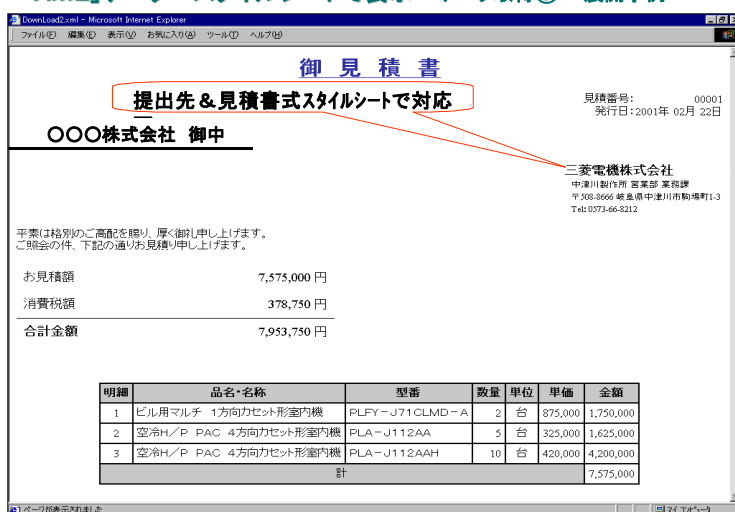 DownLoad2.xml - Microsoft Internet Explorer
ファイル(F) 編集(E) 表示(V) お気に入り(A) ツール(T) ヘルプ(H)
御 見 積 書
提出先＆見積書式スタイルシートで対応
見積番号: 00001
発行日:2001年 02月 22日
〇〇〇株式会社 御中
三菱電機株式会社
中津川製作所 営業部 業務課
〒508-8666 岐阜県中津川市駒場町1-3
Tel: 0573-66-8212
平素は格別のご高配を賜り、厚く御礼申し上げます。
ご照会の件、下記の通りお見積り申し上げます。
お見積額 7,575,000 円
消費税額 378,750 円
合計金額 7,953,750 円
明細 品名・名称 型番 数量 単位 単価 金額
1 ビル用マルチ 1方向カセット形室内機 PLFY－J71CLMD－A 2 台 875,000 1,750,000
2 空冷H／P PAC 4方向カセット形室内機 PLA－J112AA 5 台 325,000 1,625,000
3 空冷H／P PAC 4方向カセット形室内機 PLA－J112AAH 10 台 420,000 4,200,000
計 7,575,000
ページが表示されました
マイ コンピュータ